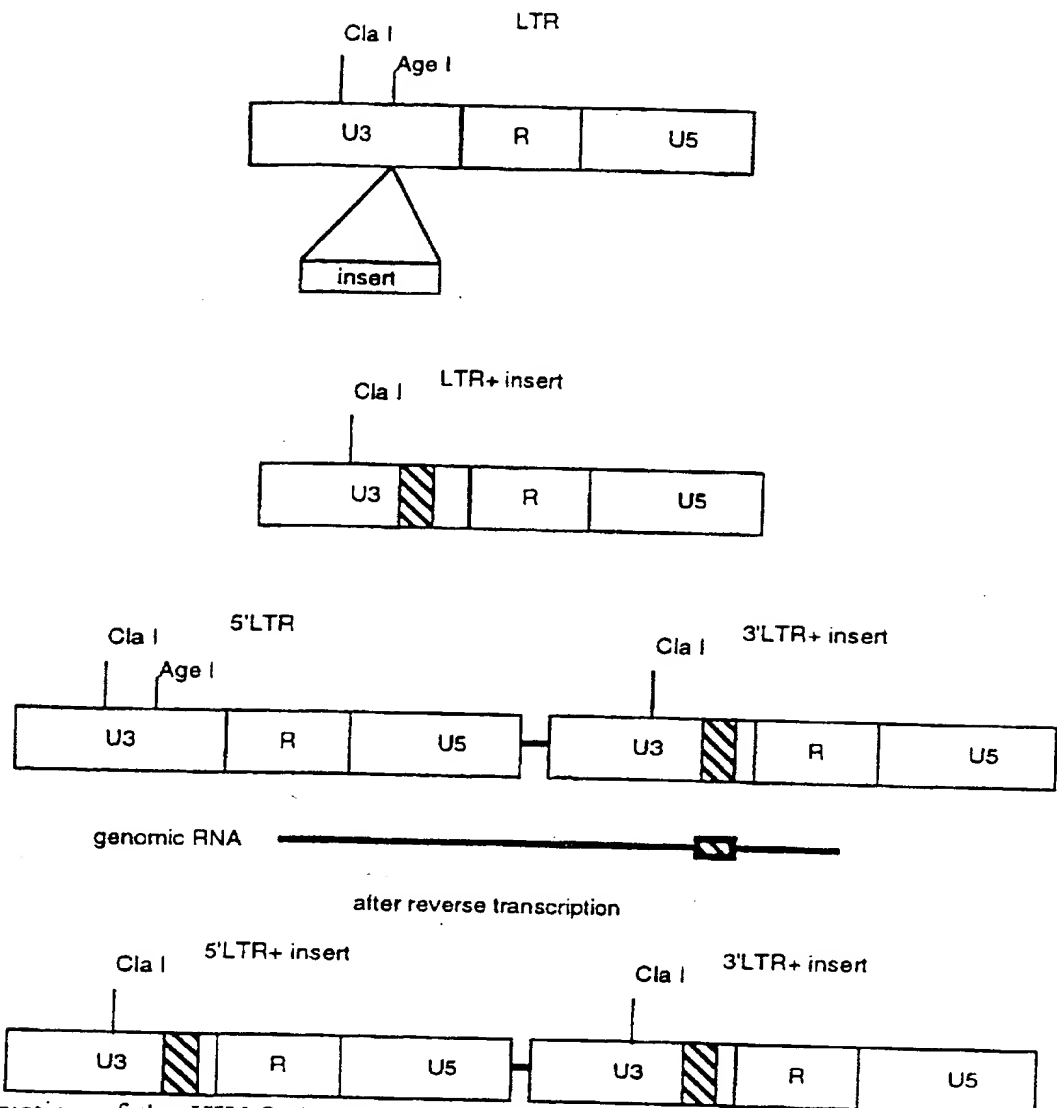 LTR
Cla I
Age I
U3 R U5
insert
LTR+ insert
Cla I
U3 R U5
5'LTR
3'LTR+ insert
Cla I
Cla I
Age I
U3 R U5 U3 R U5
genomic RNA
after reverse transcription
5'LTR+ insert
3'LTR+ insert
Cla I
Cla I
U3 R U5 U3 R U5
of the